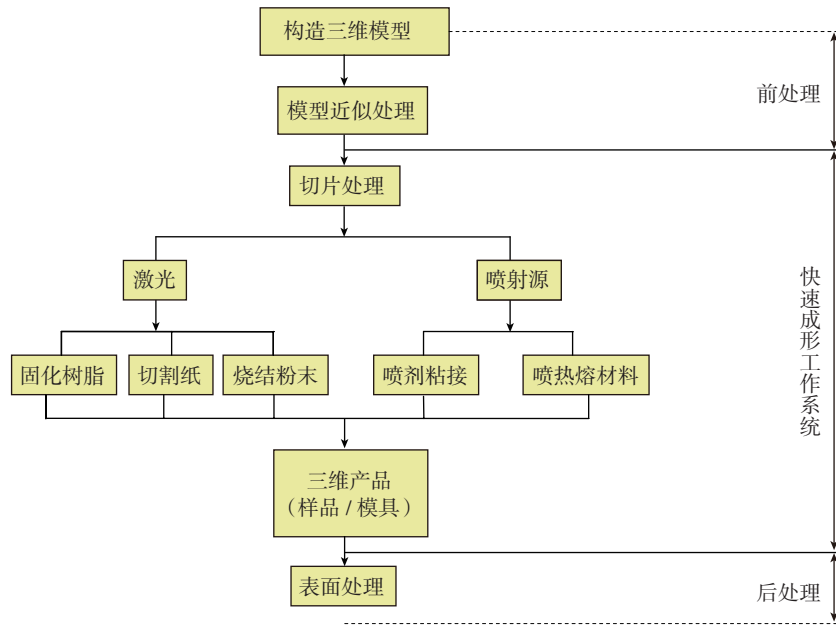 构造三维模型
前处理
模型近似处理
切片处理
激光
喷射源
快速成形工作系统
固化树脂
切割纸
烧结粉末
喷剂粘接
喷热熔材料
三维产品
（样品 / 模具）
表面处理
后处理